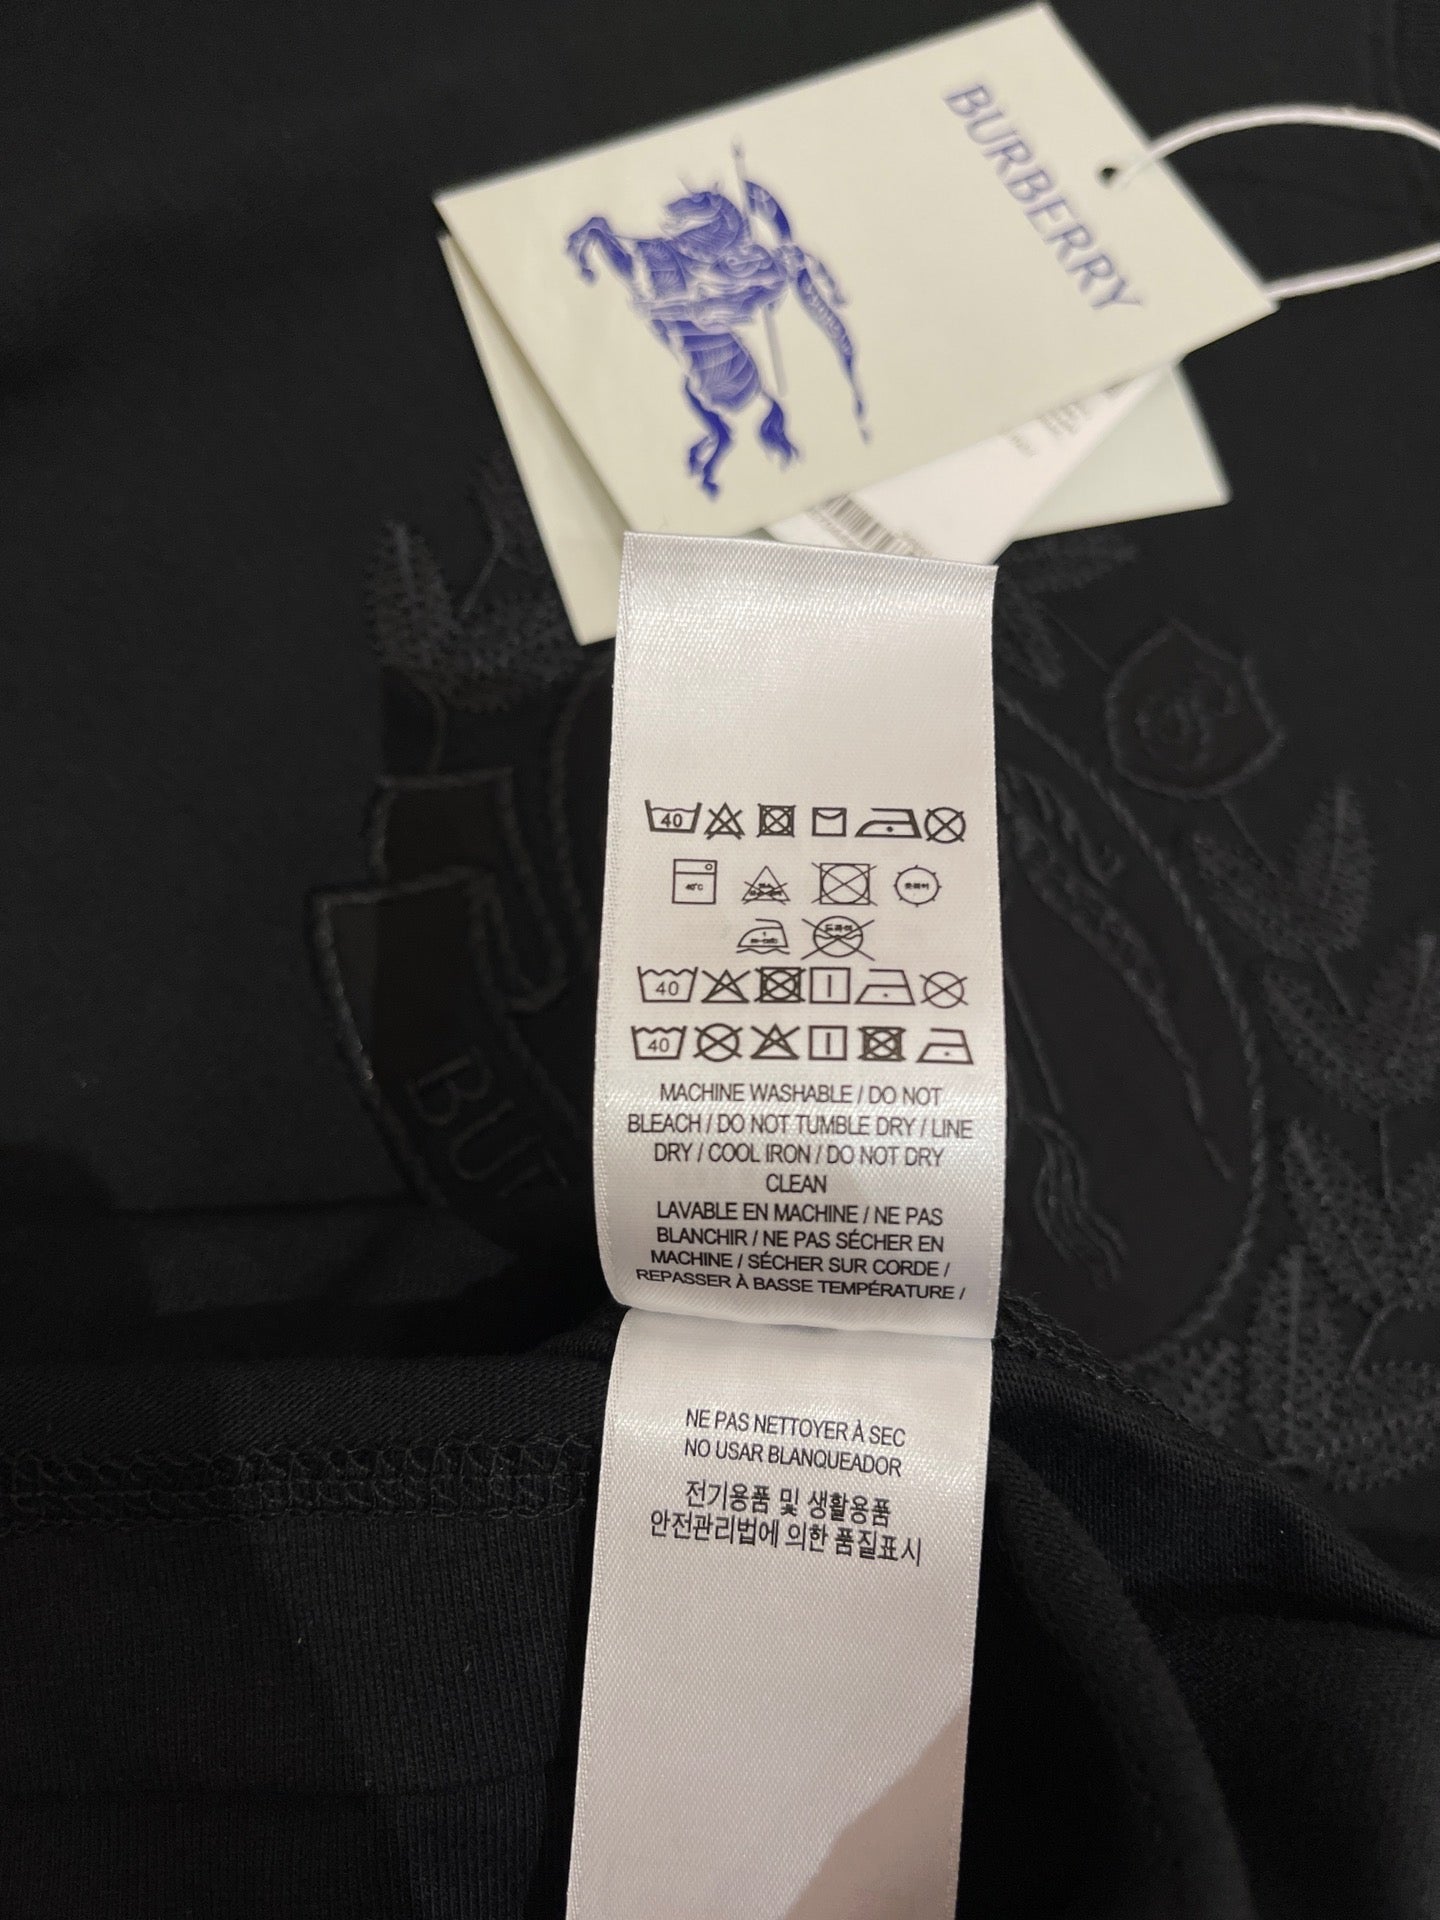 BURBERRY
40
40°C
40
40
MACHINE WASHABLE / DO NOT
BLEACH / DO NOT TUMBLE DRY / LINE
DRY / COOL IRON / DO NOT DRY
CLEAN
LAVABLE EN MACHINE / NE PAS
BLANCHIR / NE PAS SÉCHER EN
MACHINE / SÉCHER SUR CORDE /
REPASSER À BASSE TEMPÉRATURE /
BU
NE PAS NETTOYER À SEC
NO USAR BLANQUEADOR
전기용품 및 생활용품
안전관리법에 의한 품질표시